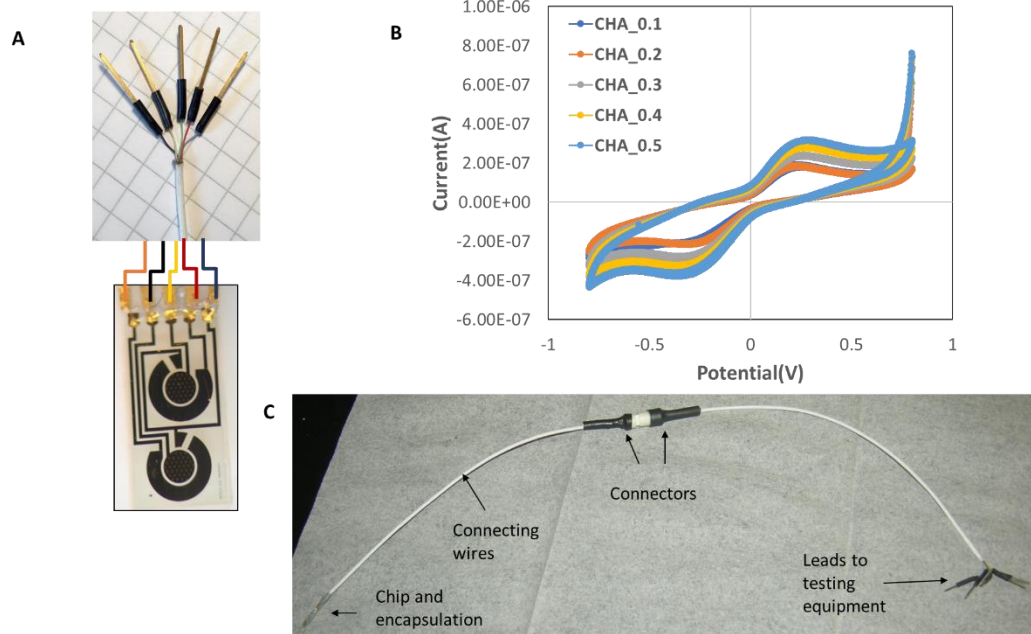 A
B
1.00E-06
8.00E-07
6.00E-07
4.00E-07
2.00E-07
0.00E+00
-2.00E-07
-4.00E-07
-6.00E-07
Current(A)
CHA_0.1
CHA_0.2
CHA_0.3
CHA_0.4
CHA_0.5
-1 -0.5 0 0.5 1
Potential(V)
C
Connectors
Connecting
wires
Chip and
encapsulation
Leads to
testing
equipment